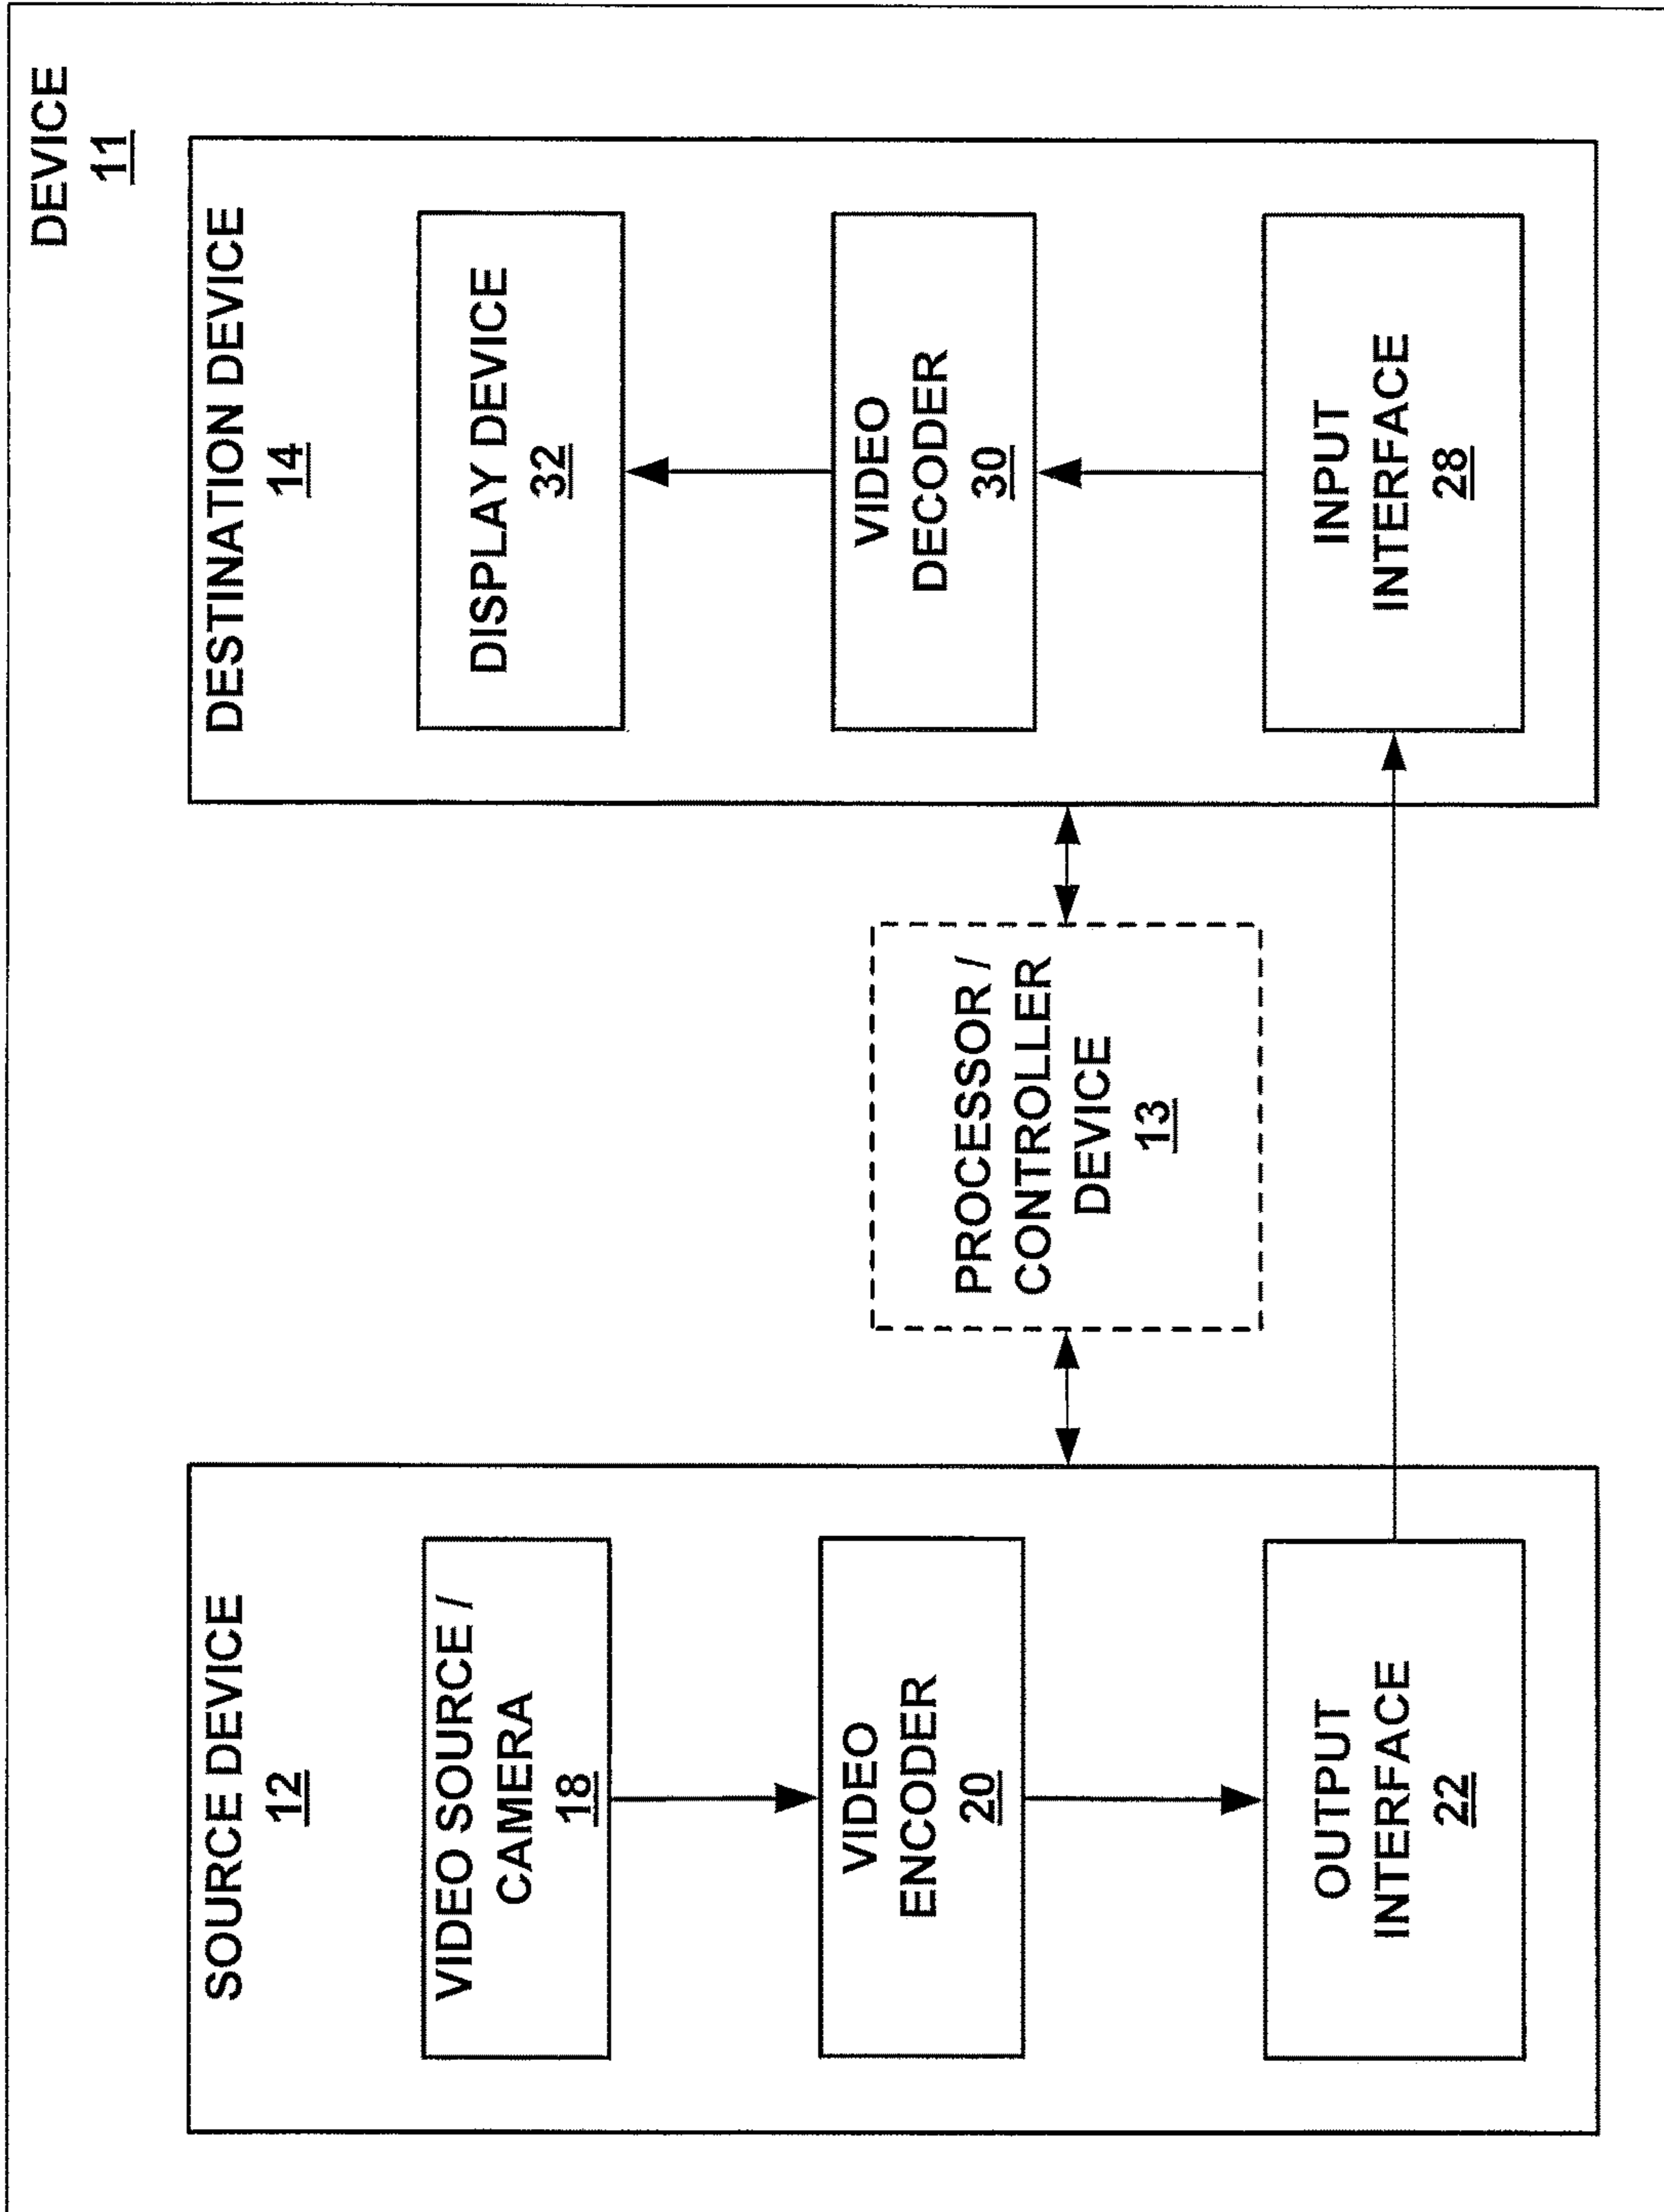 DEVICE
11
SOURCE DEVICE
12
VIDEO SOURCE /
CAMERA
18
VIDEO
ENCODER
20
OUTPUT
INTERFACE
22
PROCESSOR /
CONTROLLER
DEVICE
13
DESTINATION DEVICE
14
DISPLAY DEVICE
32
VIDEO
DECODER
30
INPUT
INTERFACE
28